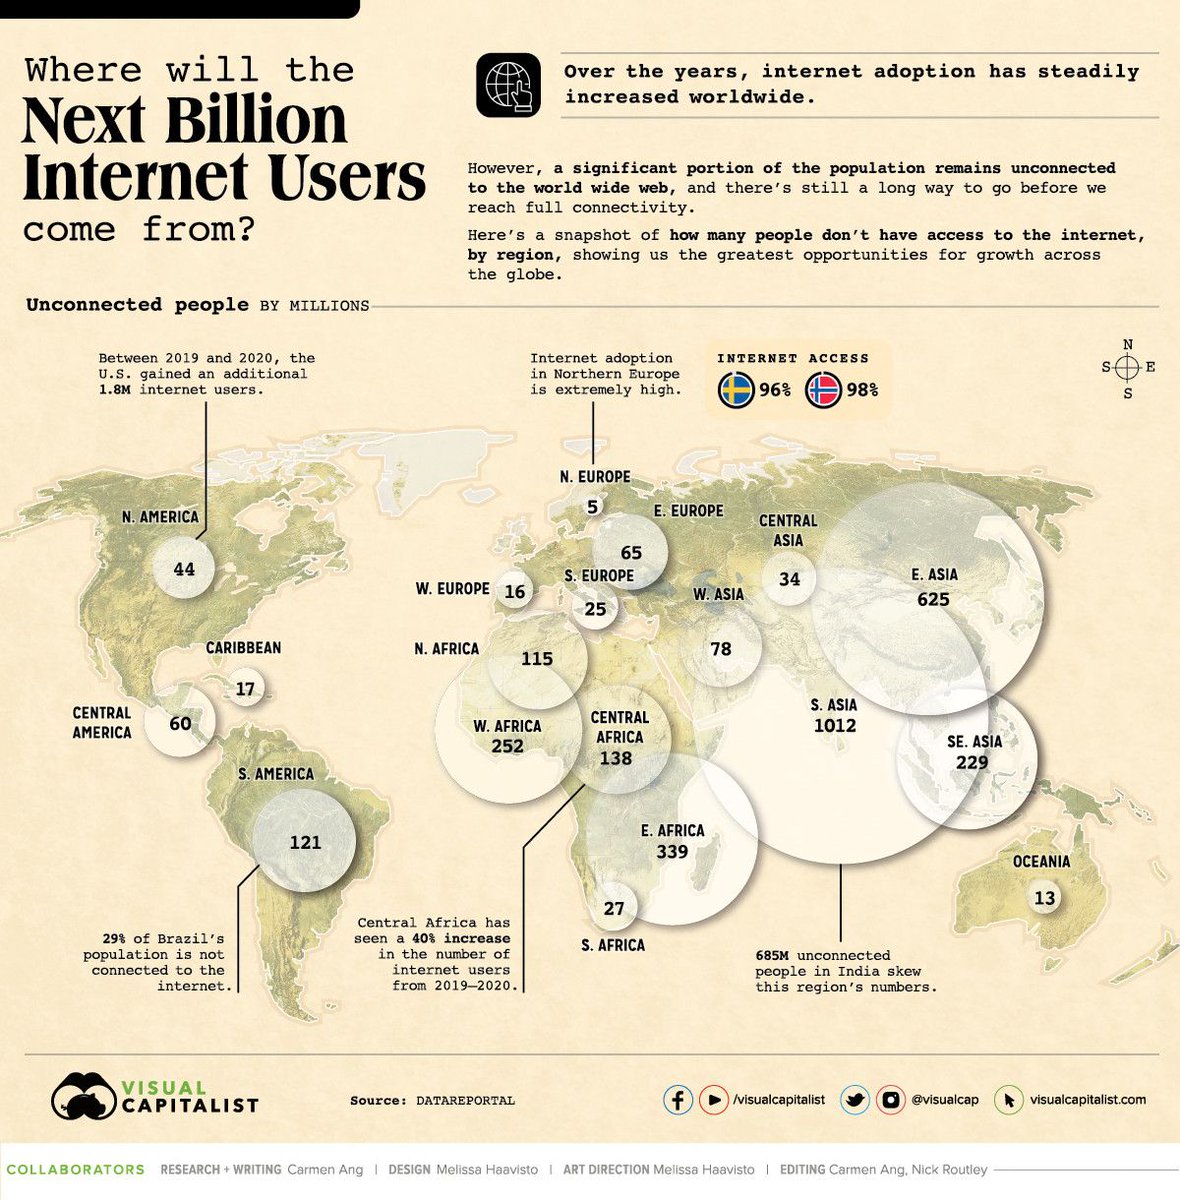 Where will the
Next Billion
Internet Users
come from?
Over the years, internet adoption has steadily
increased worldwide.
However, a significant portion of the population remains unconnected
to the world wide web, and there's still a long way to go before we
reach full connectivity.
Here's a snapshot of how many people don't have access to the internet,
by region, showing us the greatest opportunities for growth across
the globe.
Unconnected people BY MILLIONS
Between 2019 and 2020, the
U.S. gained an additional
1.8M internet users.
Internet adoption
in Northern Europe
is extremely high.
INTERNET ACCESS
96% 98%
N
S E
S
N. AMERICA
44
CARIBBEAN
17
CENTRAL
AMERICA
60
S. AMERICA
121
29% of Brazil's
population is not
connected to the
internet.
N. EUROPE
5
E. EUROPE
65
W. EUROPE 16
S. EUROPE
25
CENTRAL
ASIA
34
W. ASIA
78
E. ASIA
625
S. ASIA
1012
SE. ASIA
229
N. AFRICA
115
W. AFRICA
252
CENTRAL
AFRICA
138
E. AFRICA
339
27
S. AFRICA
OCEANIA
13
Central Africa has
seen a 40% increase
in the number of
internet users
from 2019–2020.
685M unconnected
people in India skew
this region's numbers.
VISUAL
CAPITALIST
Source: DATAREPORTAL
/visualcapitalist @visualcap visualcapitalist.com
COLLABORATORS RESEARCH + WRITING Carmen Ang | DESIGN Melissa Haavisto | ART DIRECTION Melissa Haavisto | EDITING Carmen Ang, Nick Routley